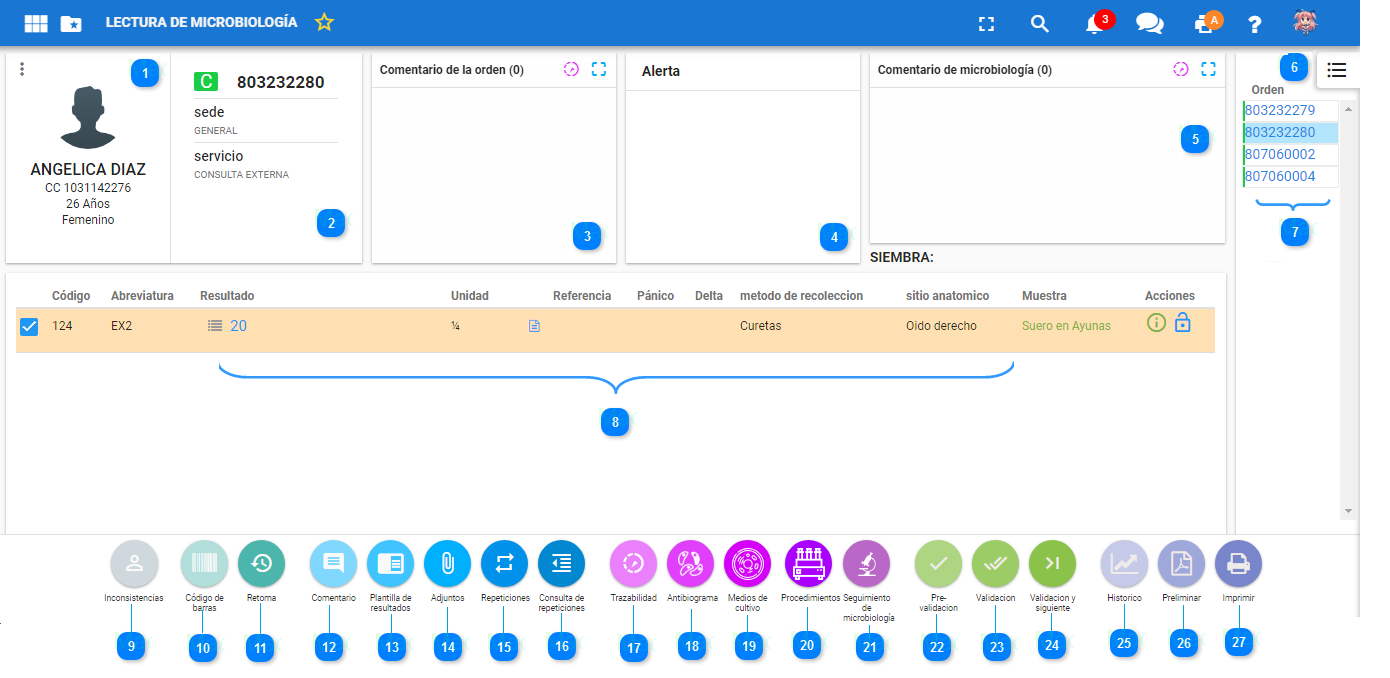 LECTURA DE MICROBIOLOGÍA
3
A
1
ANGELICA DIAZ
CC 1031142276
26 Años
Femenino
C 803232280
sede
GENERAL
servicio
CONSULTA EXTERNA
2
Comentario de la orden (0)
3
Alerta
4
Comentario de microbiología (0)
5
SIEMBRA:
6
Orden
803232279
803232280
807060002
807060004
7
Código Abreviatura Resultado Unidad Referencia Pánico Delta metodo de recoleccion sitio anatomico Muestra Acciones
124 EX2 20 ¼ Curetas Oido derecho Suero en Ayunas
8
Inconsistencias
Código de
barras
Retoma
Comentario
Plantilla de
resultados
Adjuntos
Repeticiones
Consulta de
repeticiones
Trazabilidad
Antibiograma
Medios de
cultivo
Procedimientos
Seguimiento
de
microbiología
Pre-
validacion
Validacion
Validacion y
siguiente
Historico
Preliminar
Imprimir
9 10 11 12 13 14 15 16 17 18 19 20 21 22 23 24 25 26 27